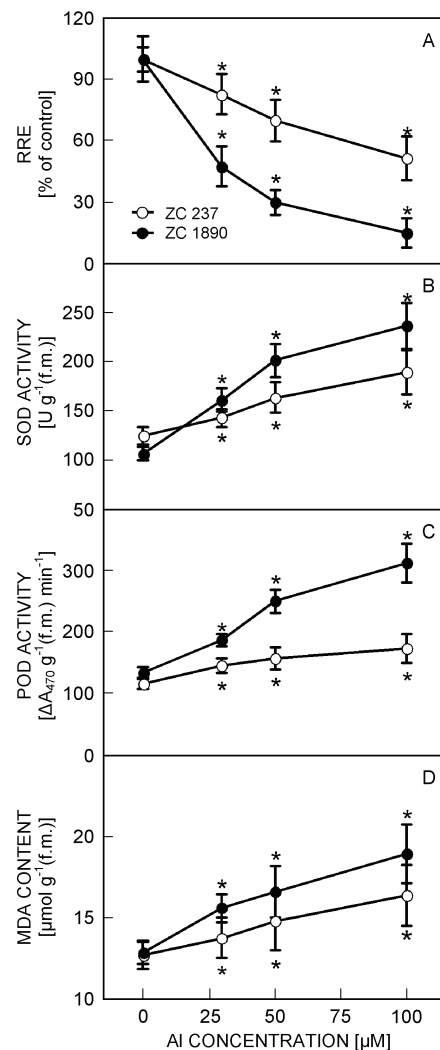 120
A
90
RRE
[% of control]
60
30
ZC 237
ZC 1890
0
*
*
*
*
*
*
B
250
SOD ACTIVITY
[U g⁻¹(f.m.)]
200
150
100
50
*
*
*
*
*
*
C
300
POD ACTIVITY
[ΔA₄₇₀ g⁻¹(f.m.) min⁻¹]
200
100
0
*
*
*
*
*
*
D
20
MDA CONTENT
[μmol g⁻¹(f.m.)]
15
10
*
*
*
*
*
*
0 25 50 75 100
Al CONCENTRATION [μM]